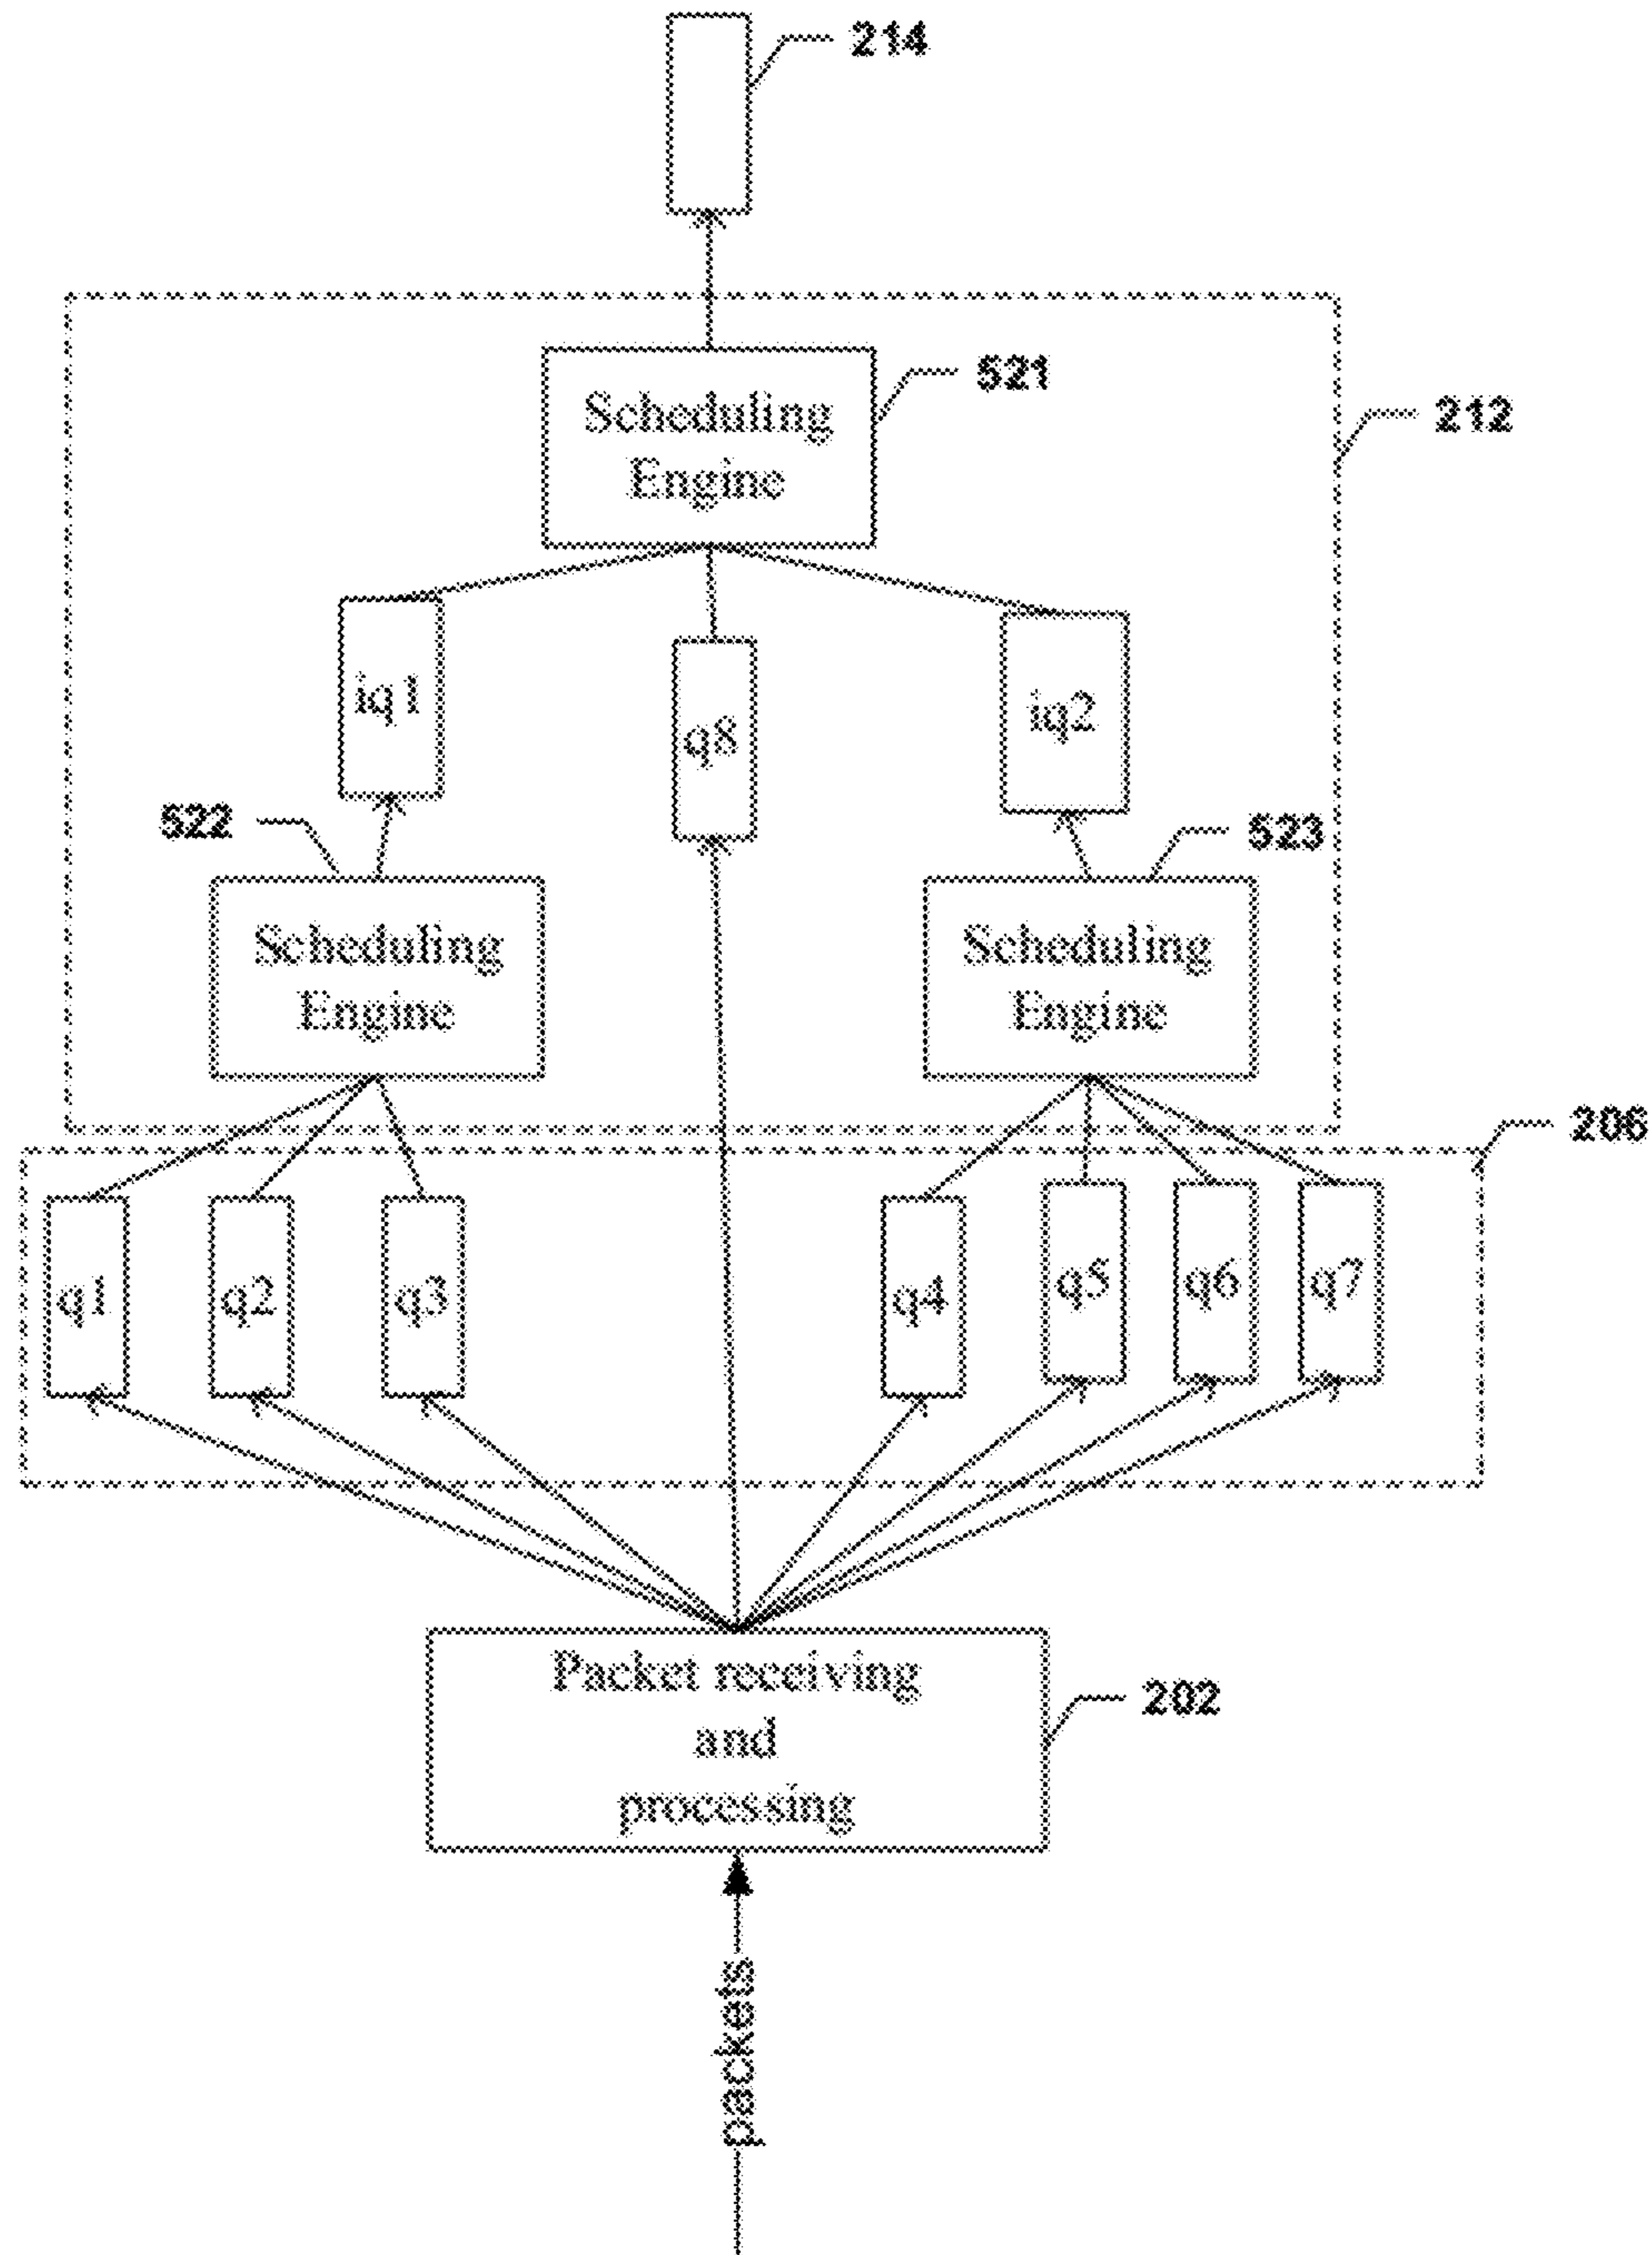 214
521
Scheduling
Engine
212
iq1
q8
iq2
522
523
Scheduling
Engine
Scheduling
Engine
206
q1
q2
q3
q4
q5
q6
q7
Packet receiving
and
processing
202
packets